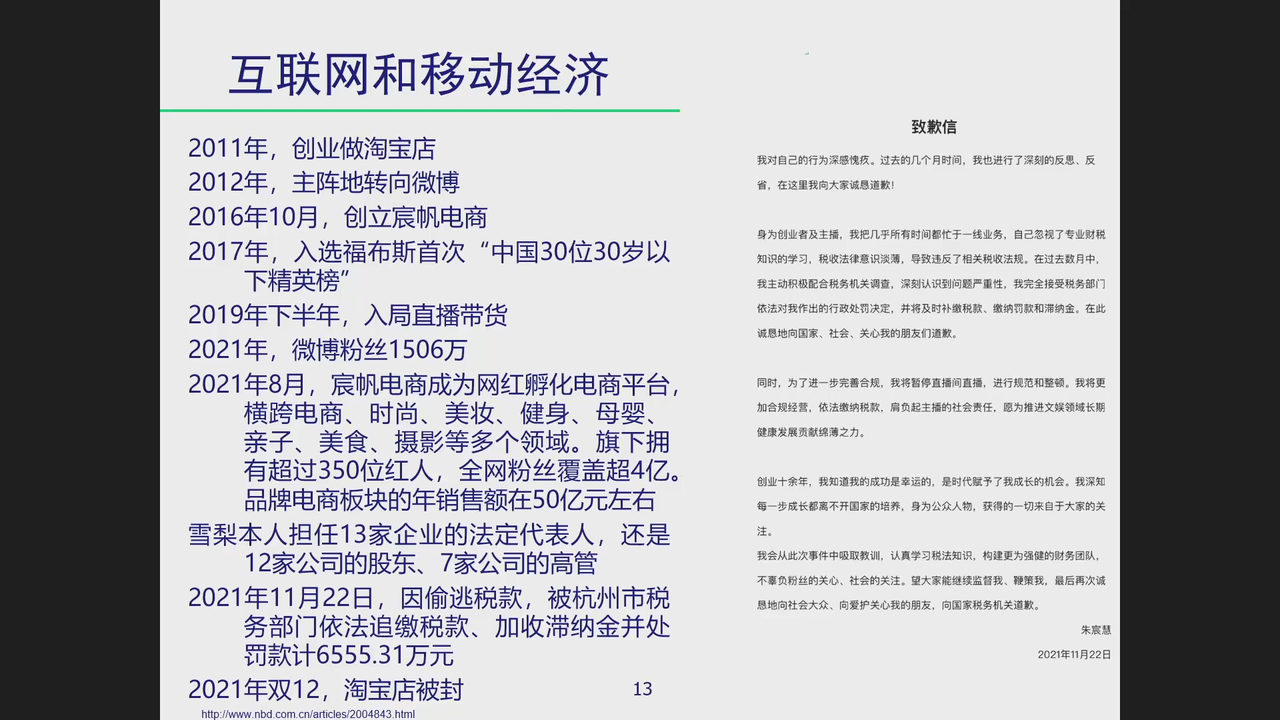 互联网和移动经济
2011年，创业做淘宝店
2012年，主阵地转向微博
2016年10月，创立宸帆电商
2017年，入选福布斯首次“中国30位30岁以
下精英榜”
2019年下半年，入局直播带货
2021年，微博粉丝1506万
2021年8月，宸帆电商成为网红孵化电商平台，
横跨电商、时尚、美妆、健身、母婴、
亲子、美食、摄影等多个领域。旗下拥
有超过350位红人，全网粉丝覆盖超4亿。
品牌电商板块的年销售额在50亿元左右
雪梨本人担任13家企业的法定代表人，还是
12家公司的股东、7家公司的高管
2021年11月22日，因偷逃税款，被杭州市税
务部门依法追缴税款、加收滞纳金并处
罚款计6555.31万元
2021年双12，淘宝店被封
13
http://www.nbd.com.cn/articles/2004843.html
致歉信
我对自己的行为深感愧疚。过去的几个月时间，我也进行了深刻的反思、反
省，在这里我向大家诚恳道歉！
身为创业者及主播，我把几乎所有时间都忙于一线业务，自己忽视了专业财税
知识的学习，税收法律意识淡薄，导致违反了相关税收法规。在过去数月中，
我主动积极配合税务机关调查，深刻认识到问题严重性，我完全接受税务部门
依法对我作出的行政处罚决定，并将及时补缴税款、缴纳罚款和滞纳金。在此
诚恳地向国家、社会、关心我的朋友们道歉。
同时，为了进一步完善合规，我将暂停直播间直播，进行规范和整顿。我将更
加合规经营，依法缴纳税款，肩负起主播的社会责任，愿为推进文娱领域长期
健康发展贡献绵薄之力。
创业十余年，我知道我的成功是幸运的，是时代赋予了我成长的机会。我深知
每一步成长都离不开国家的培养，身为公众人物，获得的一切来自于大家的关
注。
我会从此次事件中吸取教训，认真学习税法知识，构建更为强健的财务团队，
不辜负粉丝的关心、社会的关注。望大家能继续监督我、鞭策我，最后再次诚
恳地向社会大众、向爱护关心我的朋友，向国家税务机关道歉。
朱宸慧
2021年11月22日